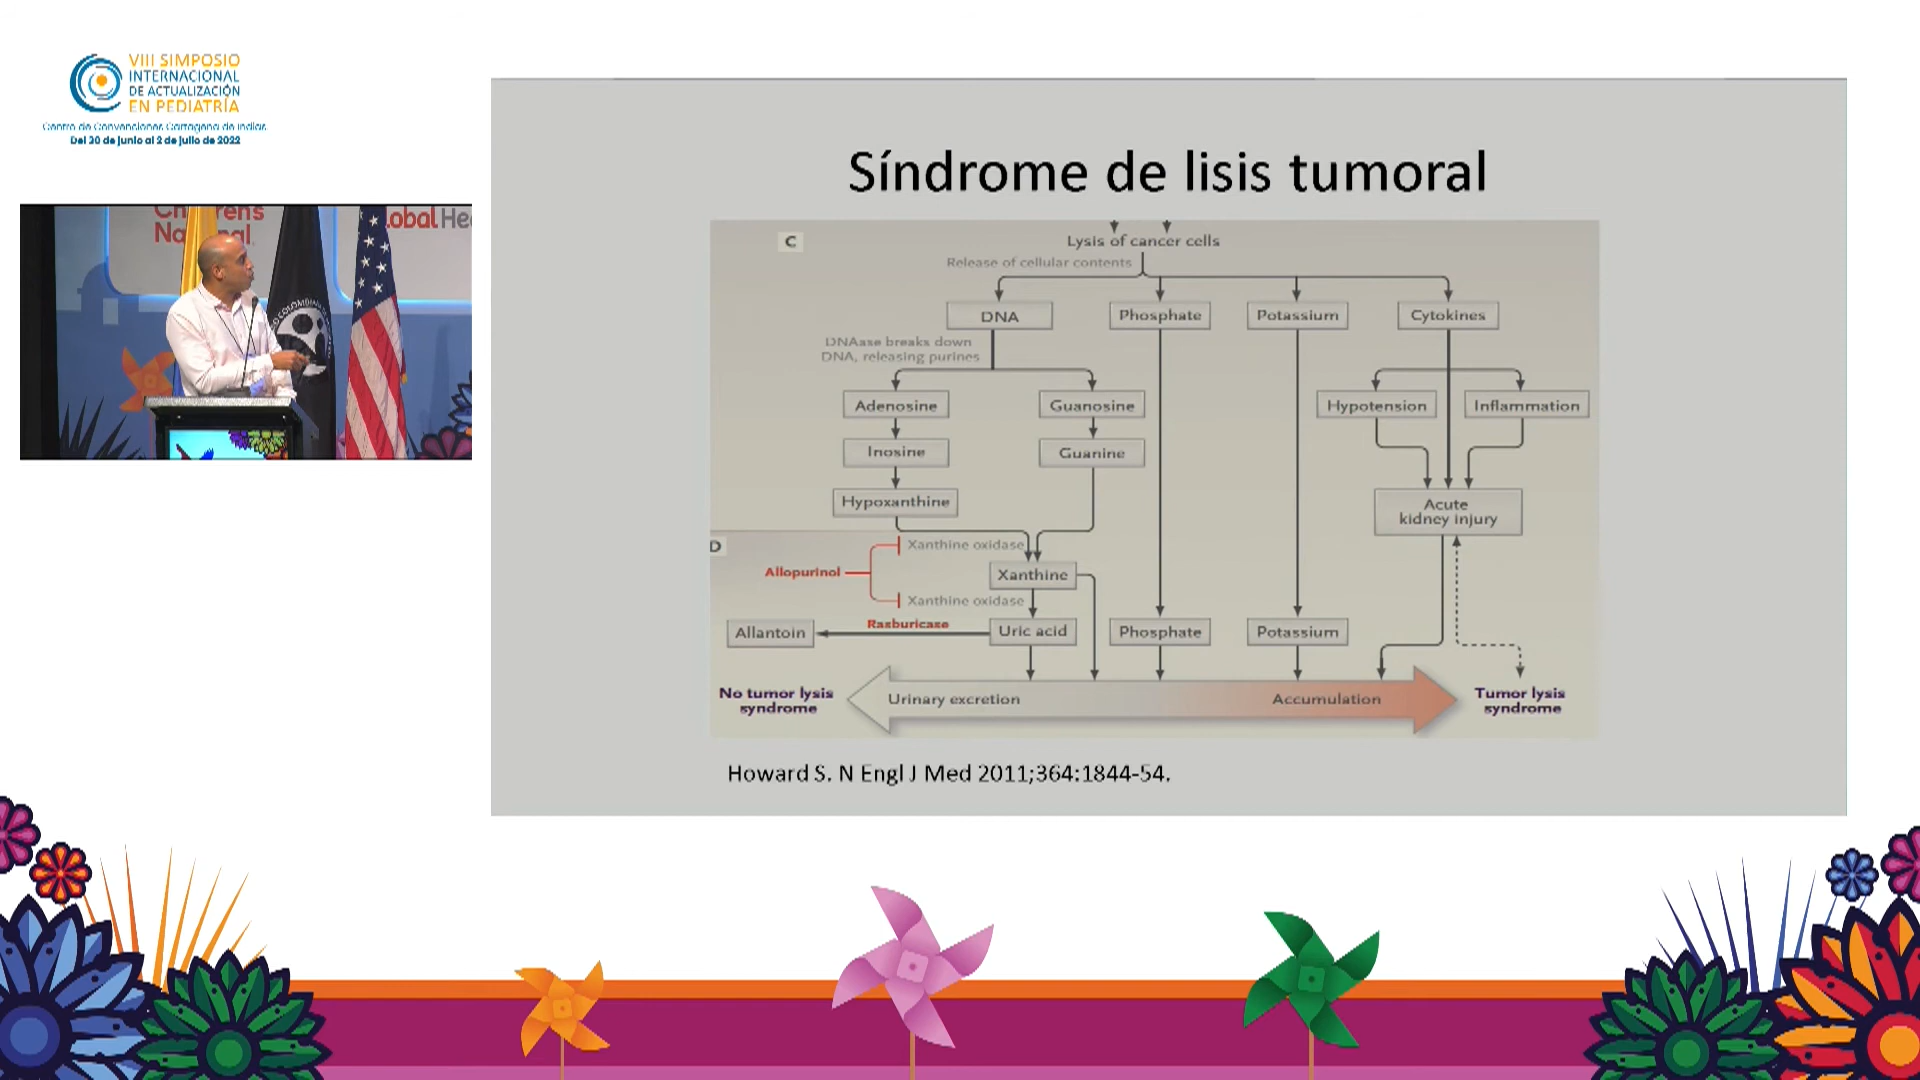 VIII SIMPOSIO
INTERNACIONAL
DE ACTUALIZACIÓN
EN PEDIATRÍA
Centro de Convenciones Cartagena de Indias
Del 30 de junio al 2 de julio de 2022
Síndrome de lisis tumoral
C
Lysis of cancer cells
Release of cellular contents
DNA
Phosphate
Potassium
Cytokines
DNAase breaks down
DNA, releasing purines
Adenosine
Guanosine
Hypotension
Inflammation
Inosine
Guanine
Hypoxanthine
Acute
kidney injury
D
Xanthine oxidase
Allopurinol
Xanthine
Xanthine oxidase
Rasburicase
Allantoin
Uric acid
Phosphate
Potassium
No tumor lysis
syndrome
Urinary excretion
Accumulation
Tumor lysis
syndrome
Howard S. N Engl J Med 2011;364:1844-54.